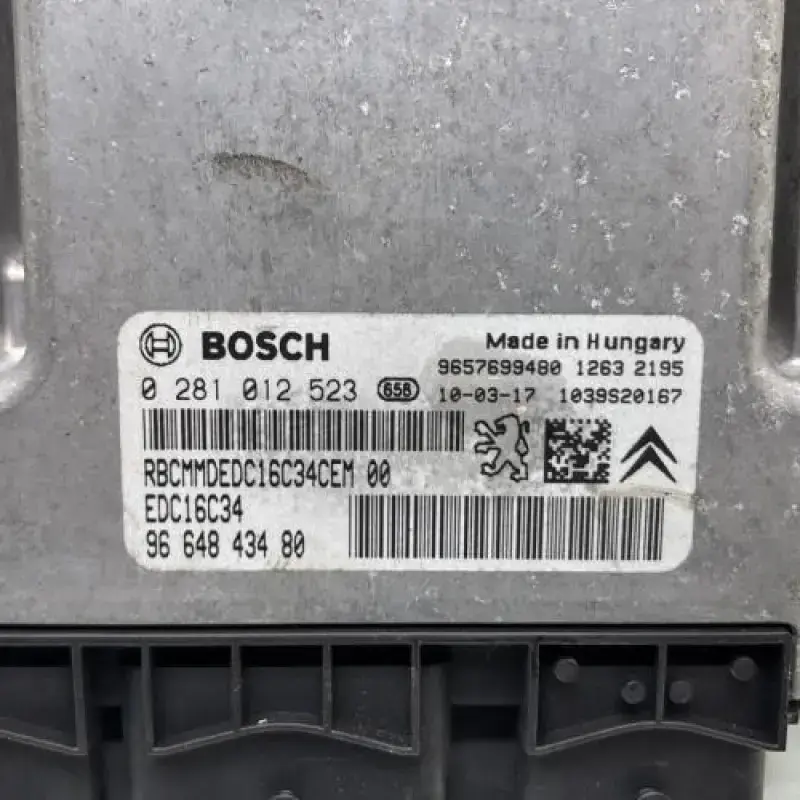 BOSCH
Made in Hungary
9657699480 1263 2195
0 281 012 523 658 10-03-17 1039S20167
RBCMMDEDC16C34CEM 00
EDC16C34
96 648 434 80